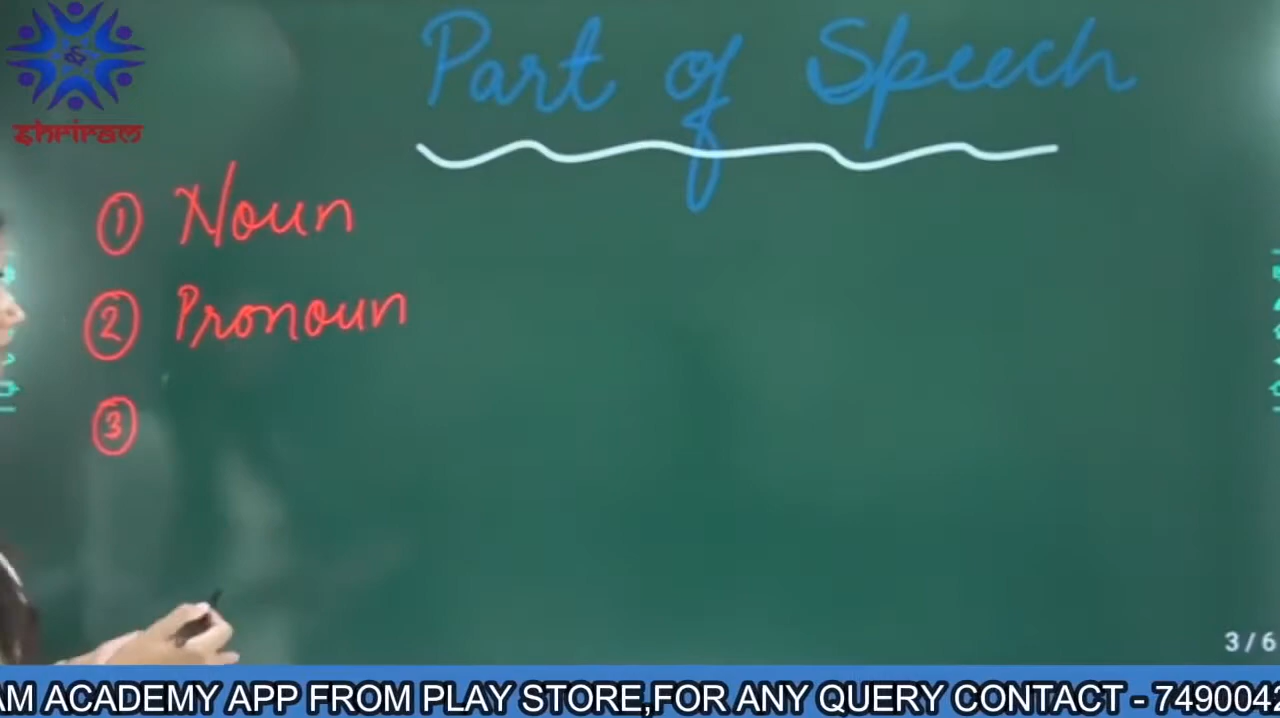 Part of Speech
shriram
① Noun
② Pronoun
③
3/6
AM ACADEMY APP FROM PLAY STORE,FOR ANY QUERY CONTACT - 7490042